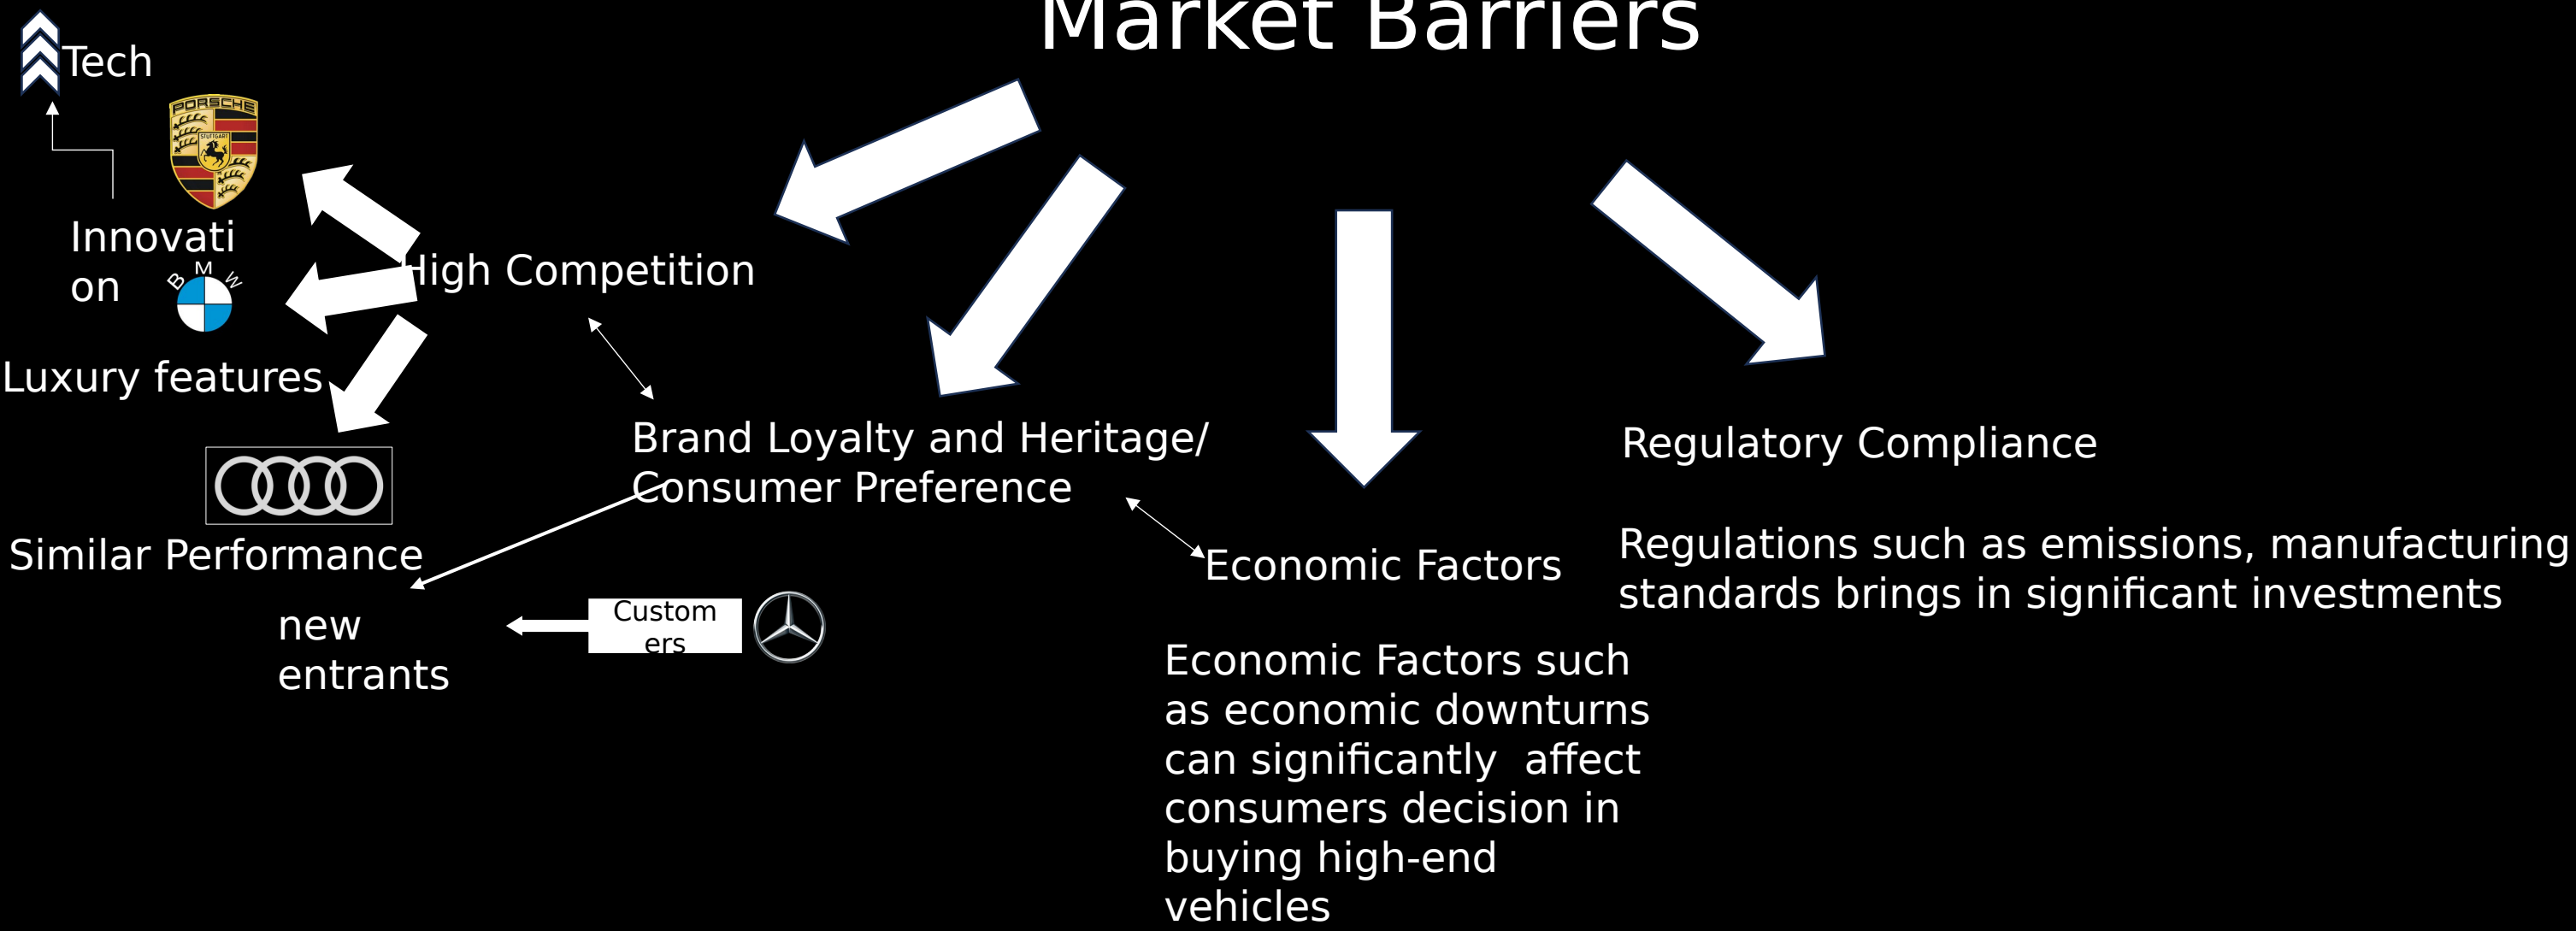 Market Barriers
Tech
PORSCHE
STUTTGART
Innovati
on
B M W
High Competition
Luxury features
Brand Loyalty and Heritage/
Consumer Preference
Similar Performance
new
entrants
Custom
ers
Economic Factors
Economic Factors such
as economic downturns
can significantly  affect
consumers decision in
buying high-end
vehicles
Regulatory Compliance
Regulations such as emissions, manufacturing
standards brings in significant investments